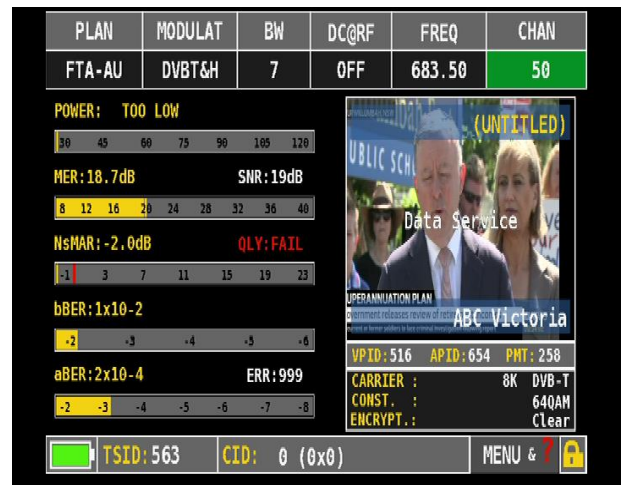 PLAN MODULAT BW DC@RF FREQ CHAN
FTA-AU DVBT&H 7 OFF 683.50 50
POWER: TOO LOW
30 45 60 75 90 105 120
MER:18.7dB SNR:19dB
8 12 16 20 24 28 32 36 40
NsMAR:-2.0dB QLY:FAIL
-1 3 7 11 15 19 23
bBER:1x10-2
-2 -3 -4 -5 -6
aBER:2x10-4 ERR:999
-2 -3 -4 -5 -6 -7 -8
(UNTITLED)
UBLIC SCH
Data Service
UPERANNUATION PLAN
ABC Victoria
VPID:516 APID:654 PMT:258
CARRIER : 8K DVB-T
CONST. : 64QAM
ENCRYPT.: Clear
TSID:563 CID: 0 (0x0) MENU & ?